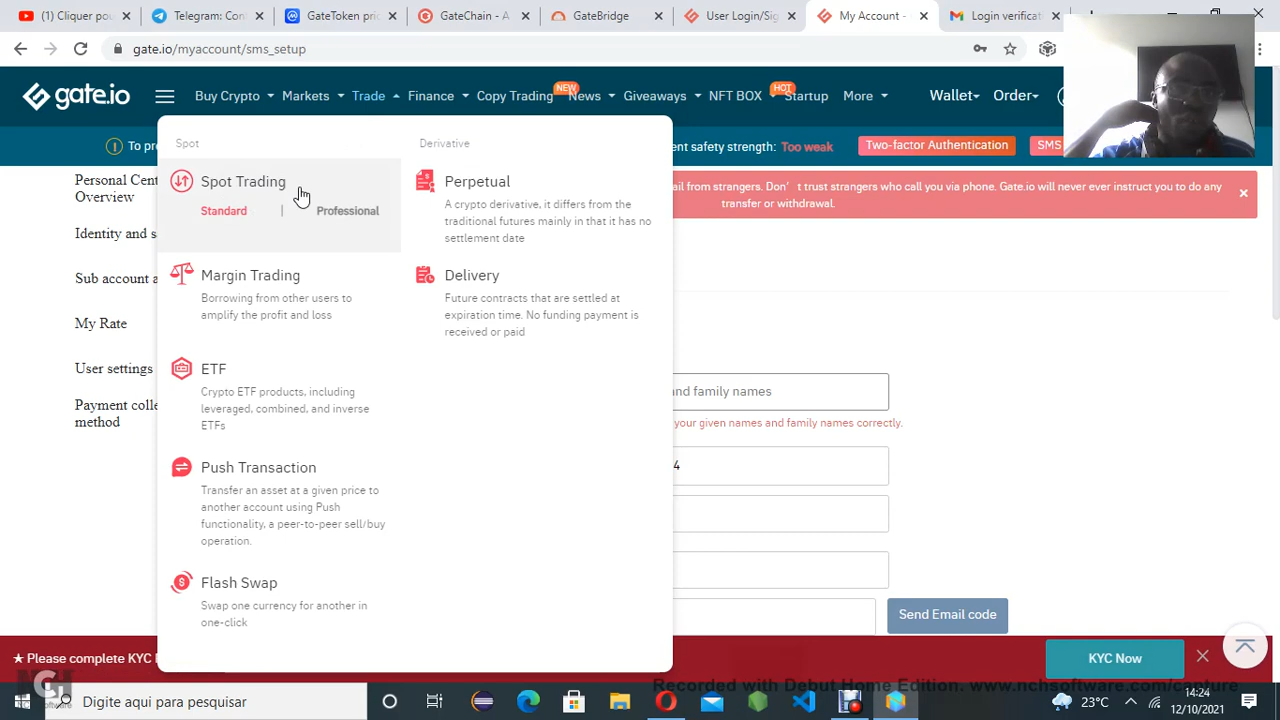 (1) Como fazer
Telegram: Cont
GateToken pri
GateChain - A
GateBridge
User Login/Sig
My Account -
Login verificat
gate.io/myaccount/sms_setup
gate.io
Buy Crypto
Markets
Trade
Finance
Copy Trading
NEW
News
Giveaways
NFT BOX
HOT
Startup
More
Wallet
Order
To pro
ent safety strength: Too weak
Two-factor Authentication
SMS
Personal Cent
Overview
Identity and s
Sub account a
My Rate
User settings
Payment colle
method
Spot
Spot Trading
Standard | Professional
Margin Trading
Borrowing from other users to
amplify the profit and loss
ETF
Crypto ETF products, including
leveraged, combined, and inverse
ETFs
Push Transaction
Transfer an asset at a given price to
another account using Push
functionality, a peer-to-peer sell/buy
operation.
Flash Swap
Swap one currency for another in
one-click
Derivative
Perpetual
A crypto derivative, it differs from the
traditional futures mainly in that it has no
settlement date
Delivery
Future contracts that are settled at
expiration time. No funding payment is
received or paid
ail from strangers. Don't trust strangers who call you via phone. Gate.io will never ever instruct you to do any
transfer or withdrawal.
and family names
your given names and family names correctly.
4
Send Email code
★ Please complete KYC
KYC Now
NCH
Software
Recorded with Debut Home Edition. www.nchsoftware.com/capture
Digite aqui para pesquisar
23°C
14:24
12/10/2021